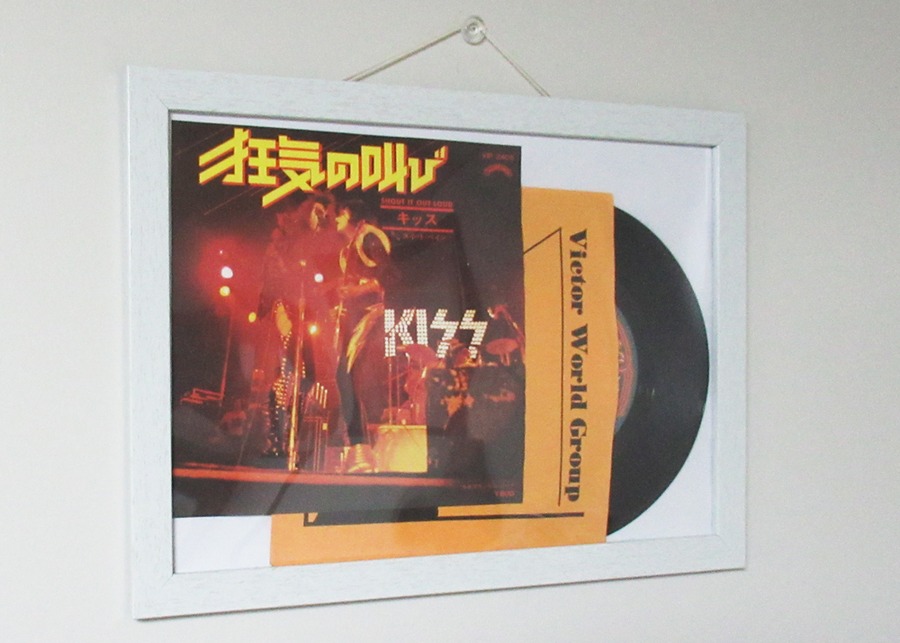 狂気の叫び
SHOUT IT OUT LOUD
キッス
KISS
Victor World Group